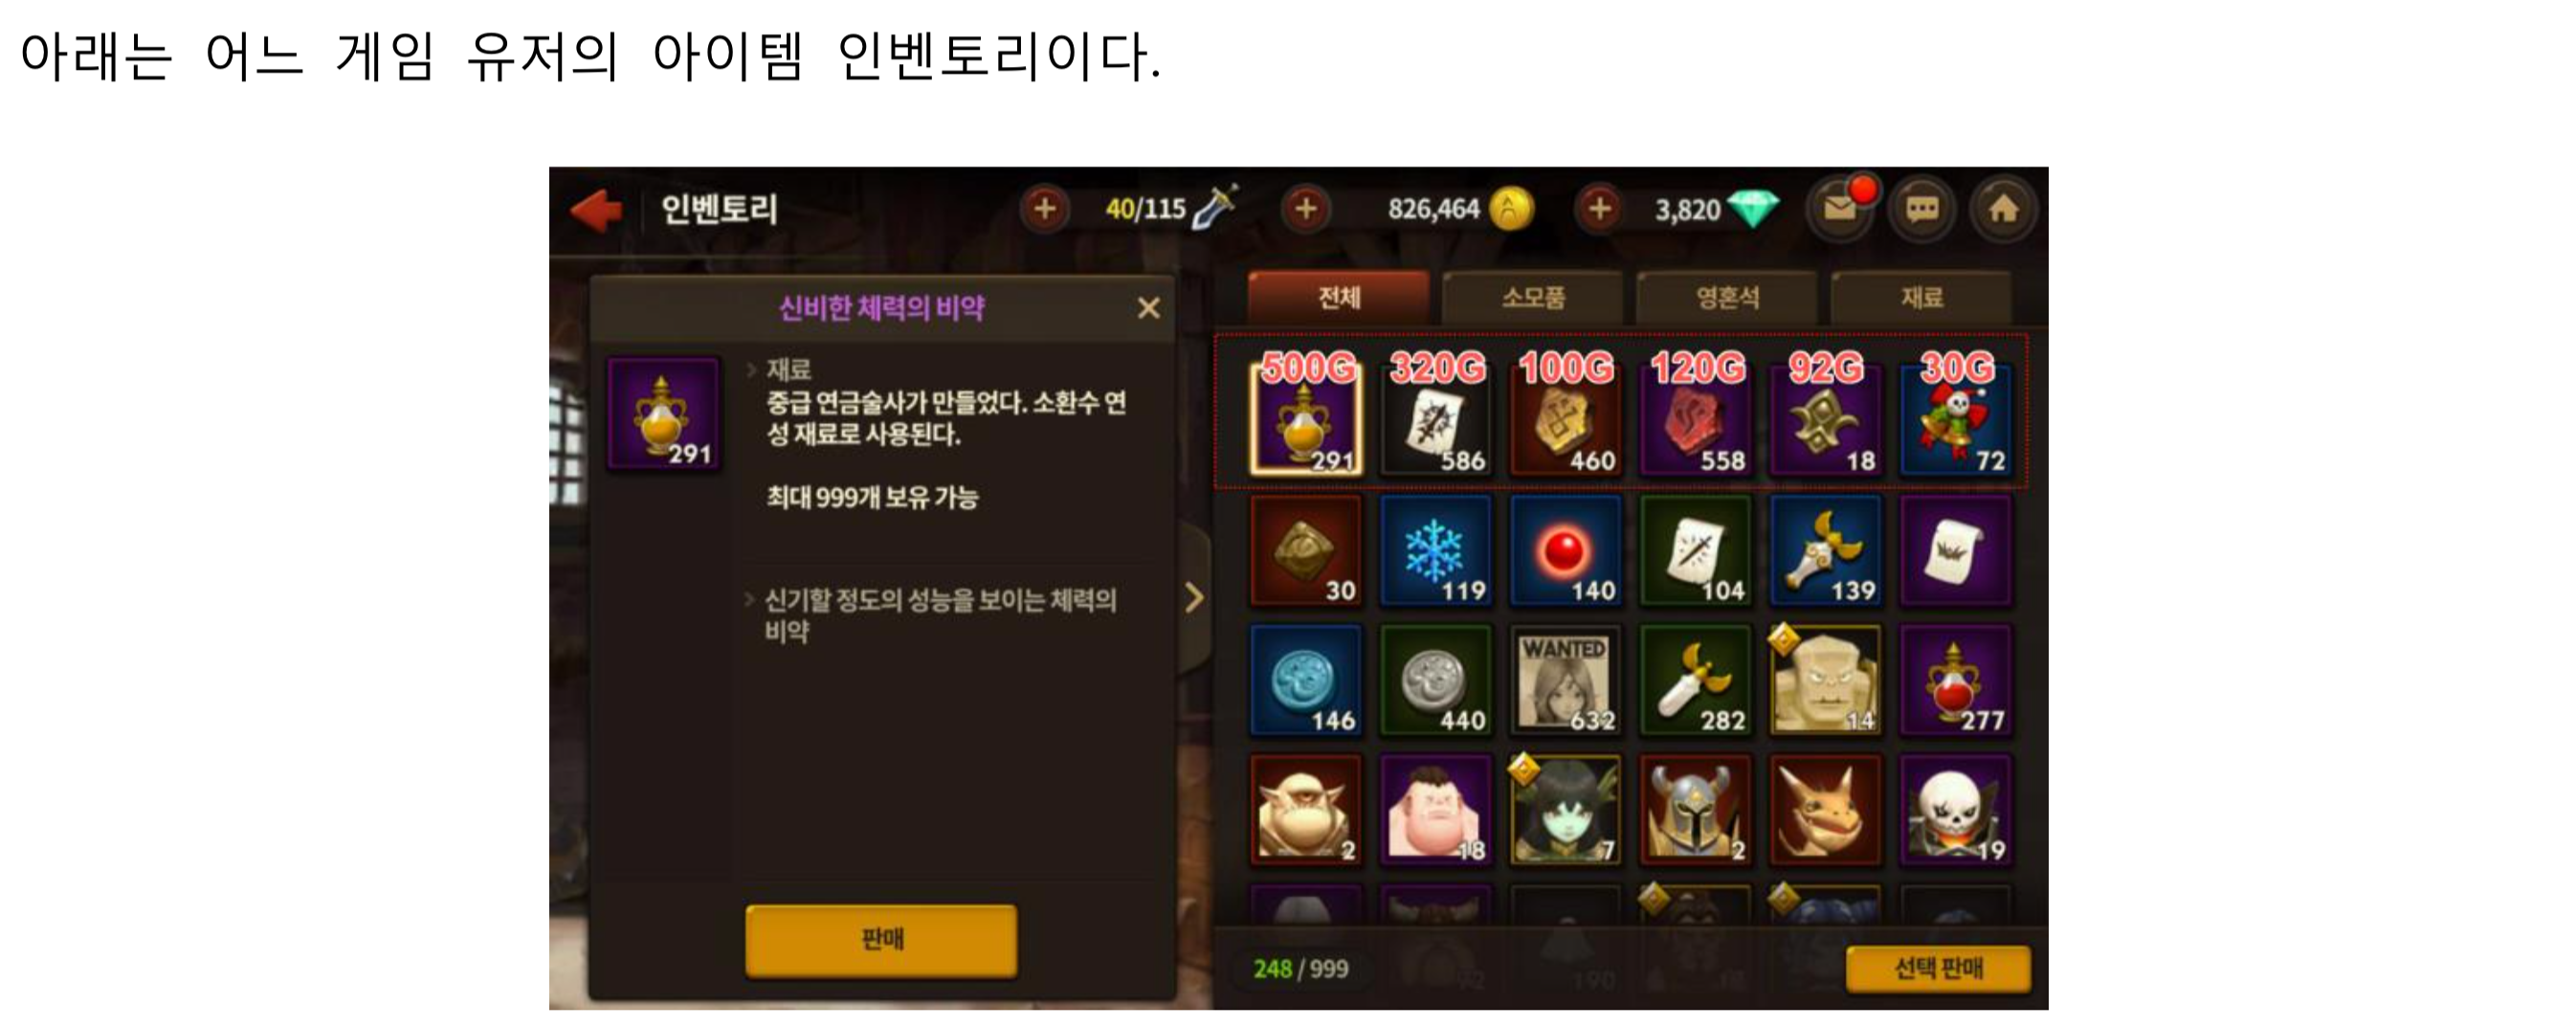 아래는 어느 게임 유저의 아이템 인벤토리이다.
인벤토리
40/115
826,464
3,820
신비한 체력의 비약
전체
소모품
영혼석
재료
500G
320G
100G
120G
92G
30G
291
586
460
558
18
72
291
재료
중급 연금술사가 만들었다. 소환수 연
성 재료로 사용된다.
최대 999개 보유 가능
신기할 정도의 성능을 보이는 체력의
비약
30
119
140
104
139
WANTED
146
440
632
282
14
277
2
18
7
2
19
판매
248 / 999
190
선택 판매